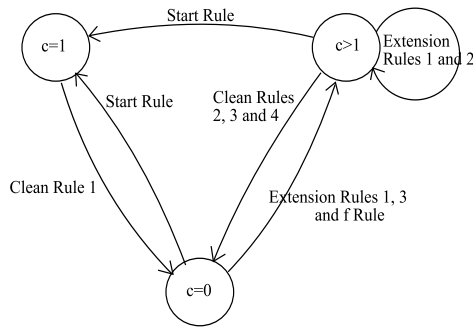 Start Rule
c=1
c>1
Extension
Rules 1 and 2
Start Rule
Clean Rules
2, 3 and 4
Clean Rule 1
Extension Rules 1, 3
and f Rule
c=0